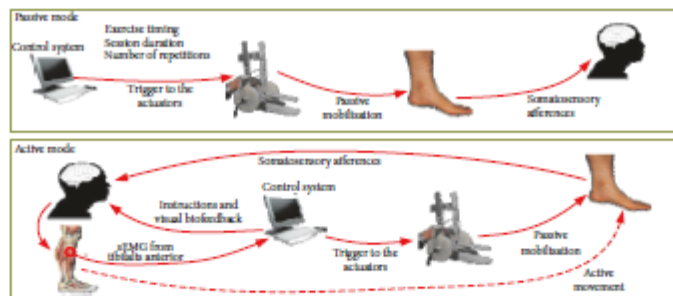 Passive mode
Exercise timing
Session duration
Number of repetitions
Control system
Trigger to the
actuators
Passive
mobilisation
Somatosensory
afferences
Active mode
Somatosensory afferences
Control system
Instructions and
visual biofeedback
sEMG from
tibialis anterior
Trigger to the
actuators
Passive
mobilisation
Active
movement